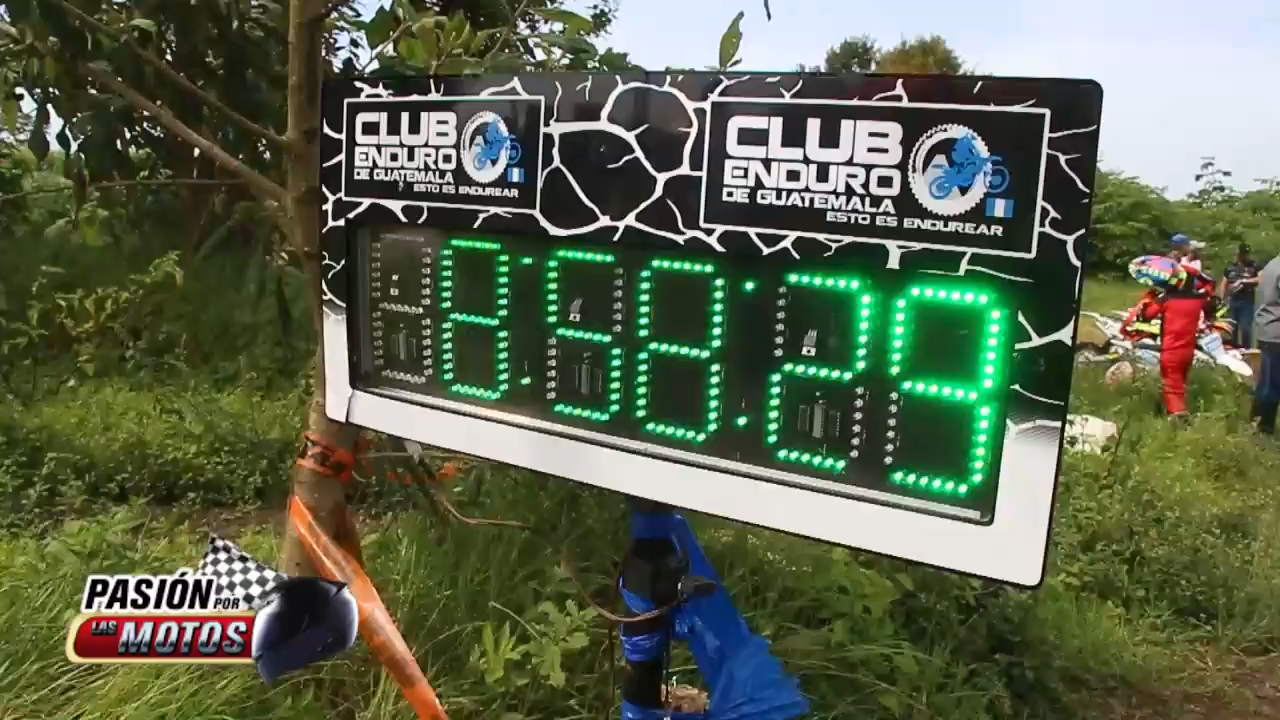 CLUB
ENDURO
DE GUATEMALA
ESTO ES ENDUREAR
CLUB
ENDURO
DE GUATEMALA
ESTO ES ENDUREAR
8:58:29
PASIÓN POR
LAS MOTOS